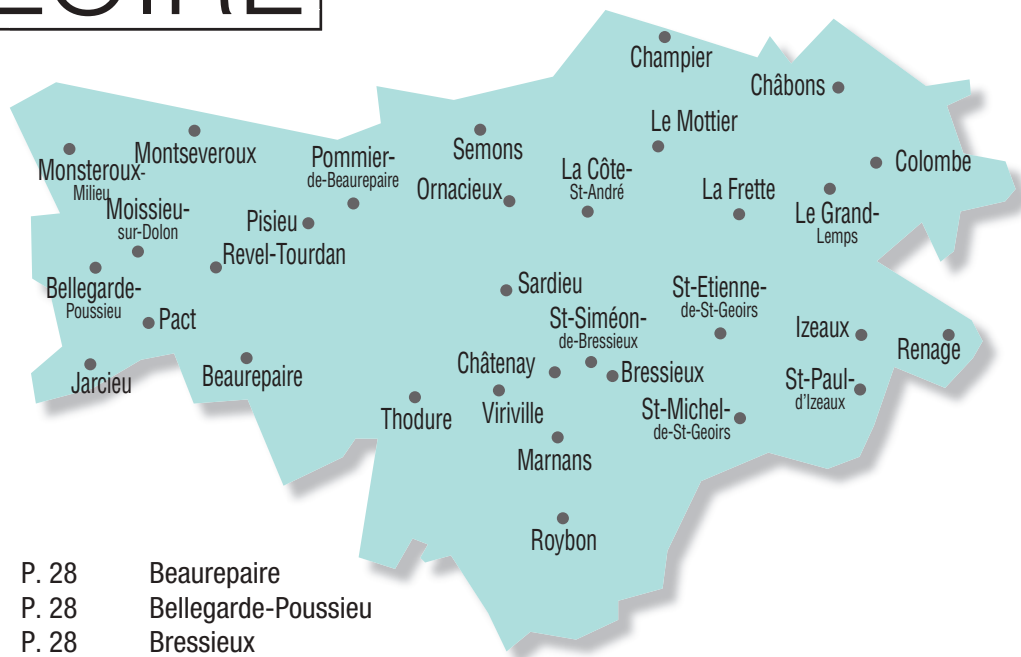 Champier
Châbons
Le Mottier
Semons
Montseveroux
Monsteroux-
Milieu
Pommier-
de-Beaurepaire
La Côte-
St-André
Colombe
Ornacieux
La Frette
Le Grand-
Lemps
Moissieu-
sur-Dolon
Pisieu
Revel-Tourdan
Bellegarde-
Poussieu
Sardieu
St-Etienne-
de-St-Geoirs
Pact
St-Siméon-
de-Bressieux
Izeaux
Renage
Jarcieu
Beaurepaire
Châtenay
Bressieux
St-Paul-
d'Izeaux
Thodure
Viriville
St-Michel-
de-St-Geoirs
Marnans
Roybon
P. 28 Beaurepaire
P. 28 Bellegarde-Poussieu
P. 28 Bressieux